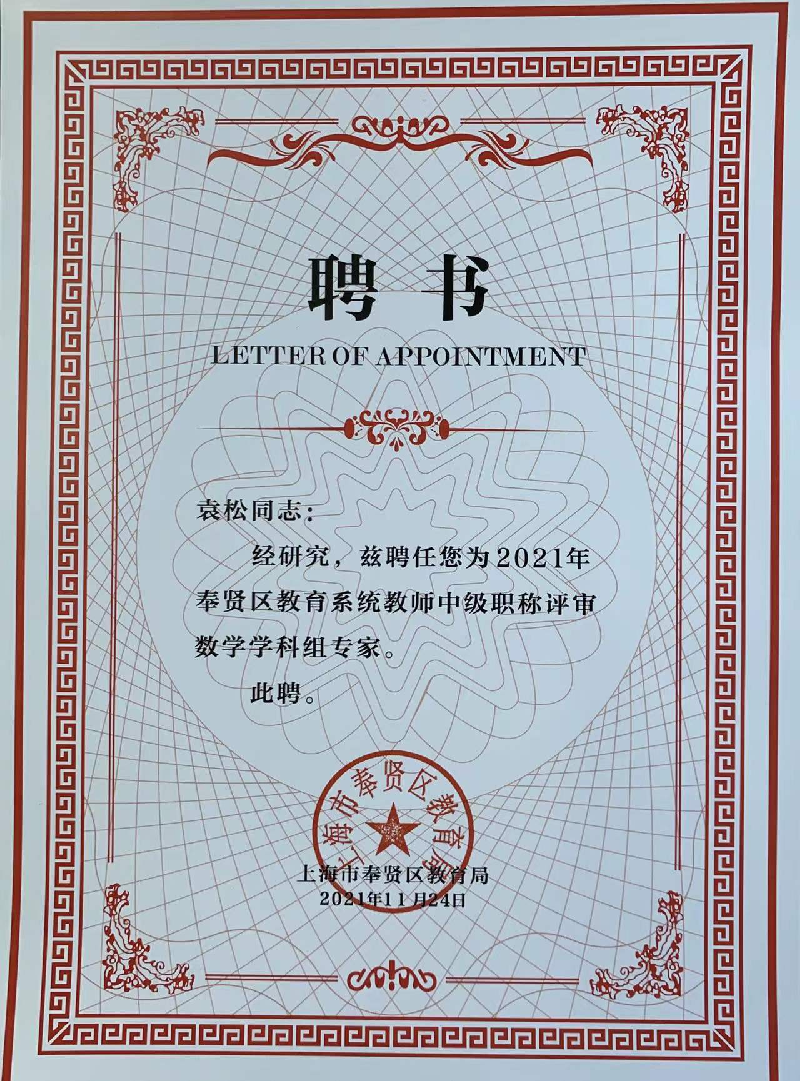 聘 书
LETTER OF APPOINTMENT
袁松同志：
经研究，兹聘任您为2021年
奉贤区教育系统教师中级职称评审
数学学科组专家。
此聘。
上海市奉贤区教育局
上海市奉贤区教育局
2021年11月24日